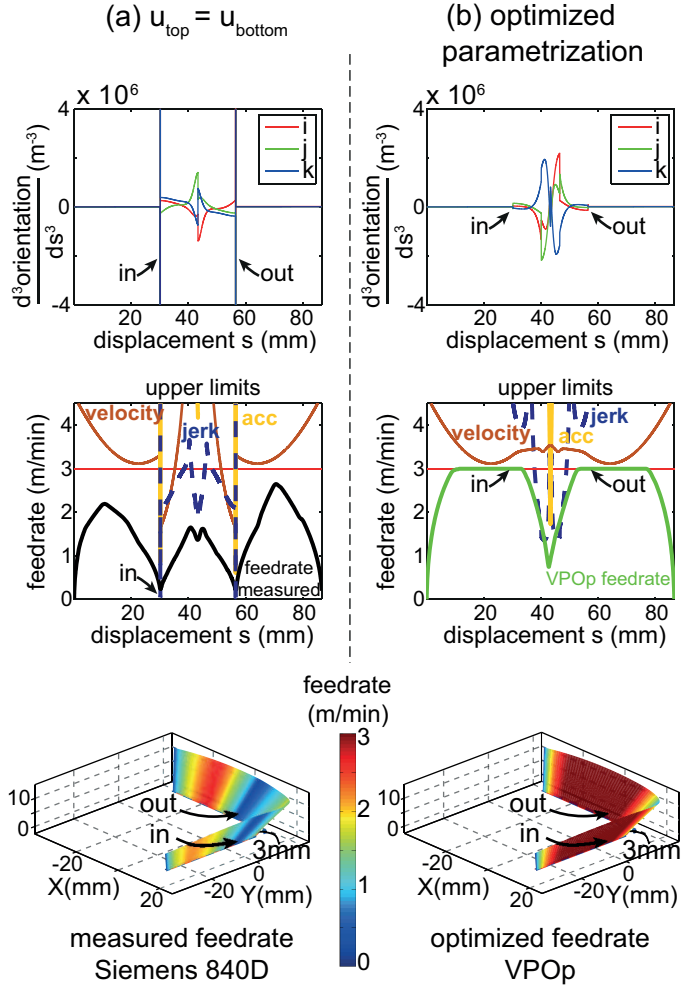 (a) u_top = u_bottom
(b) optimized
parametrization
x 10^6
4
0
-4
d³orientation (m⁻³)
ds³
i
j
k
in
out
20 40 60 80
displacement s (mm)
x 10^6
4
0
-4
d³orientation (m⁻³)
ds³
i
j
k
in
out
20 40 60 80
displacement s (mm)
upper limits
velocity
jerk
acc
4
3
2
1
0
feedrate (m/min)
in
feedrate
measured
20 40 60 80
displacement s (mm)
upper limits
velocity
jerk
acc
4
3
2
1
0
feedrate (m/min)
in
out
VPOp feedrate
20 40 60 80
displacement s (mm)
feedrate
(m/min)
3
2
1
0
10
0
out
in
3mm
-20
0
20
X(mm)
-20
0
Y(mm)
measured feedrate
Siemens 840D
10
0
out
in
3mm
-20
0
20
X(mm)
-20
0
Y(mm)
optimized feedrate
VPOp